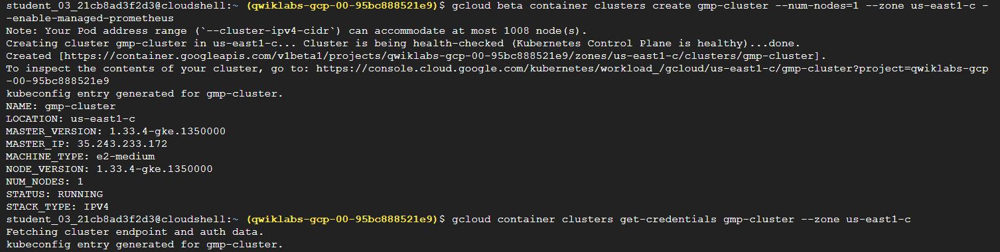 student_03_21cb8ad3f2d3@cloudshell:~ (qwiklabs-gcp-00-95bc888521e9)$ gcloud beta container clusters create gmp-cluster --num-nodes=1 --zone us-east1-c -
-enable-managed-prometheus
Note: Your Pod address range (`--cluster-ipv4-cidr`) can accommodate at most 1008 node(s).
Creating cluster gmp-cluster in us-east1-c... Cluster is being health-checked (Kubernetes Control Plane is healthy)...done.
Created [https://container.googleapis.com/v1beta1/projects/qwiklabs-gcp-00-95bc888521e9/zones/us-east1-c/clusters/gmp-cluster].
To inspect the contents of your cluster, go to: https://console.cloud.google.com/kubernetes/workload_/gcloud/us-east1-c/gmp-cluster?project=qwiklabs-gcp
-00-95bc888521e9
kubeconfig entry generated for gmp-cluster.
NAME: gmp-cluster
LOCATION: us-east1-c
MASTER_VERSION: 1.33.4-gke.1350000
MASTER_IP: 35.243.233.172
MACHINE_TYPE: e2-medium
NODE_VERSION: 1.33.4-gke.1350000
NUM_NODES: 1
STATUS: RUNNING
STACK_TYPE: IPV4
student_03_21cb8ad3f2d3@cloudshell:~ (qwiklabs-gcp-00-95bc888521e9)$ gcloud container clusters get-credentials gmp-cluster --zone us-east1-c
Fetching cluster endpoint and auth data.
kubeconfig entry generated for gmp-cluster.